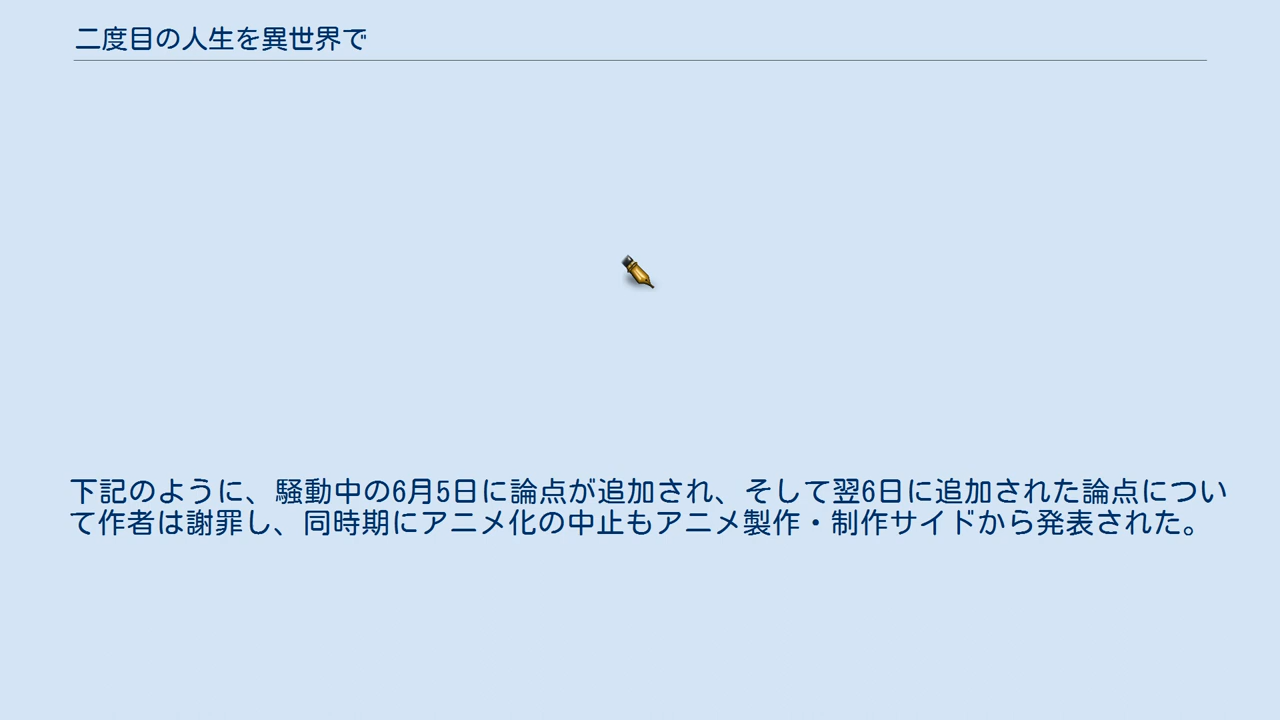 二度目の人生を異世界で
下記のように、騒動中の6月5日に論点が追加され、そして翌6日に追加された論点につい
て作者は謝罪し、同時期にアニメ化の中止もアニメ製作・制作サイドから発表された。